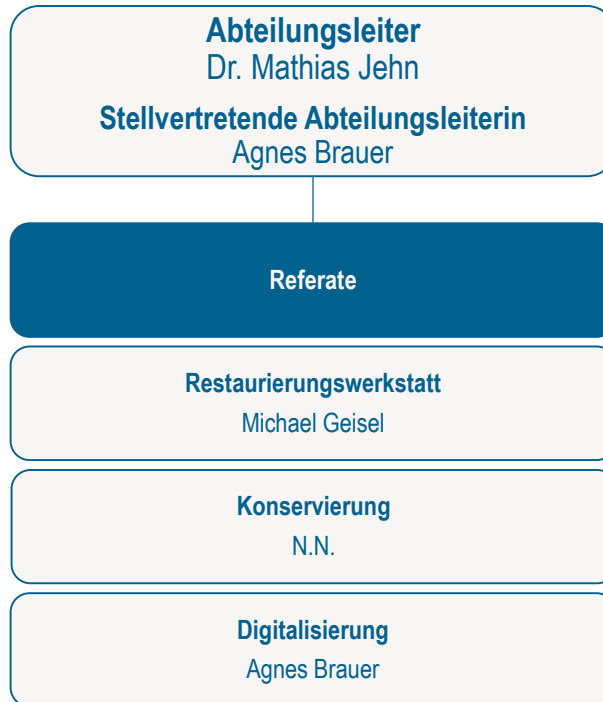 Abteilungsleiter
Dr. Mathias Jehn
Stellvertretende Abteilungsleiterin
Agnes Brauer
Referate
Restaurierungswerkstatt
Michael Geisel
Konservierung
N.N.
Digitalisierung
Agnes Brauer